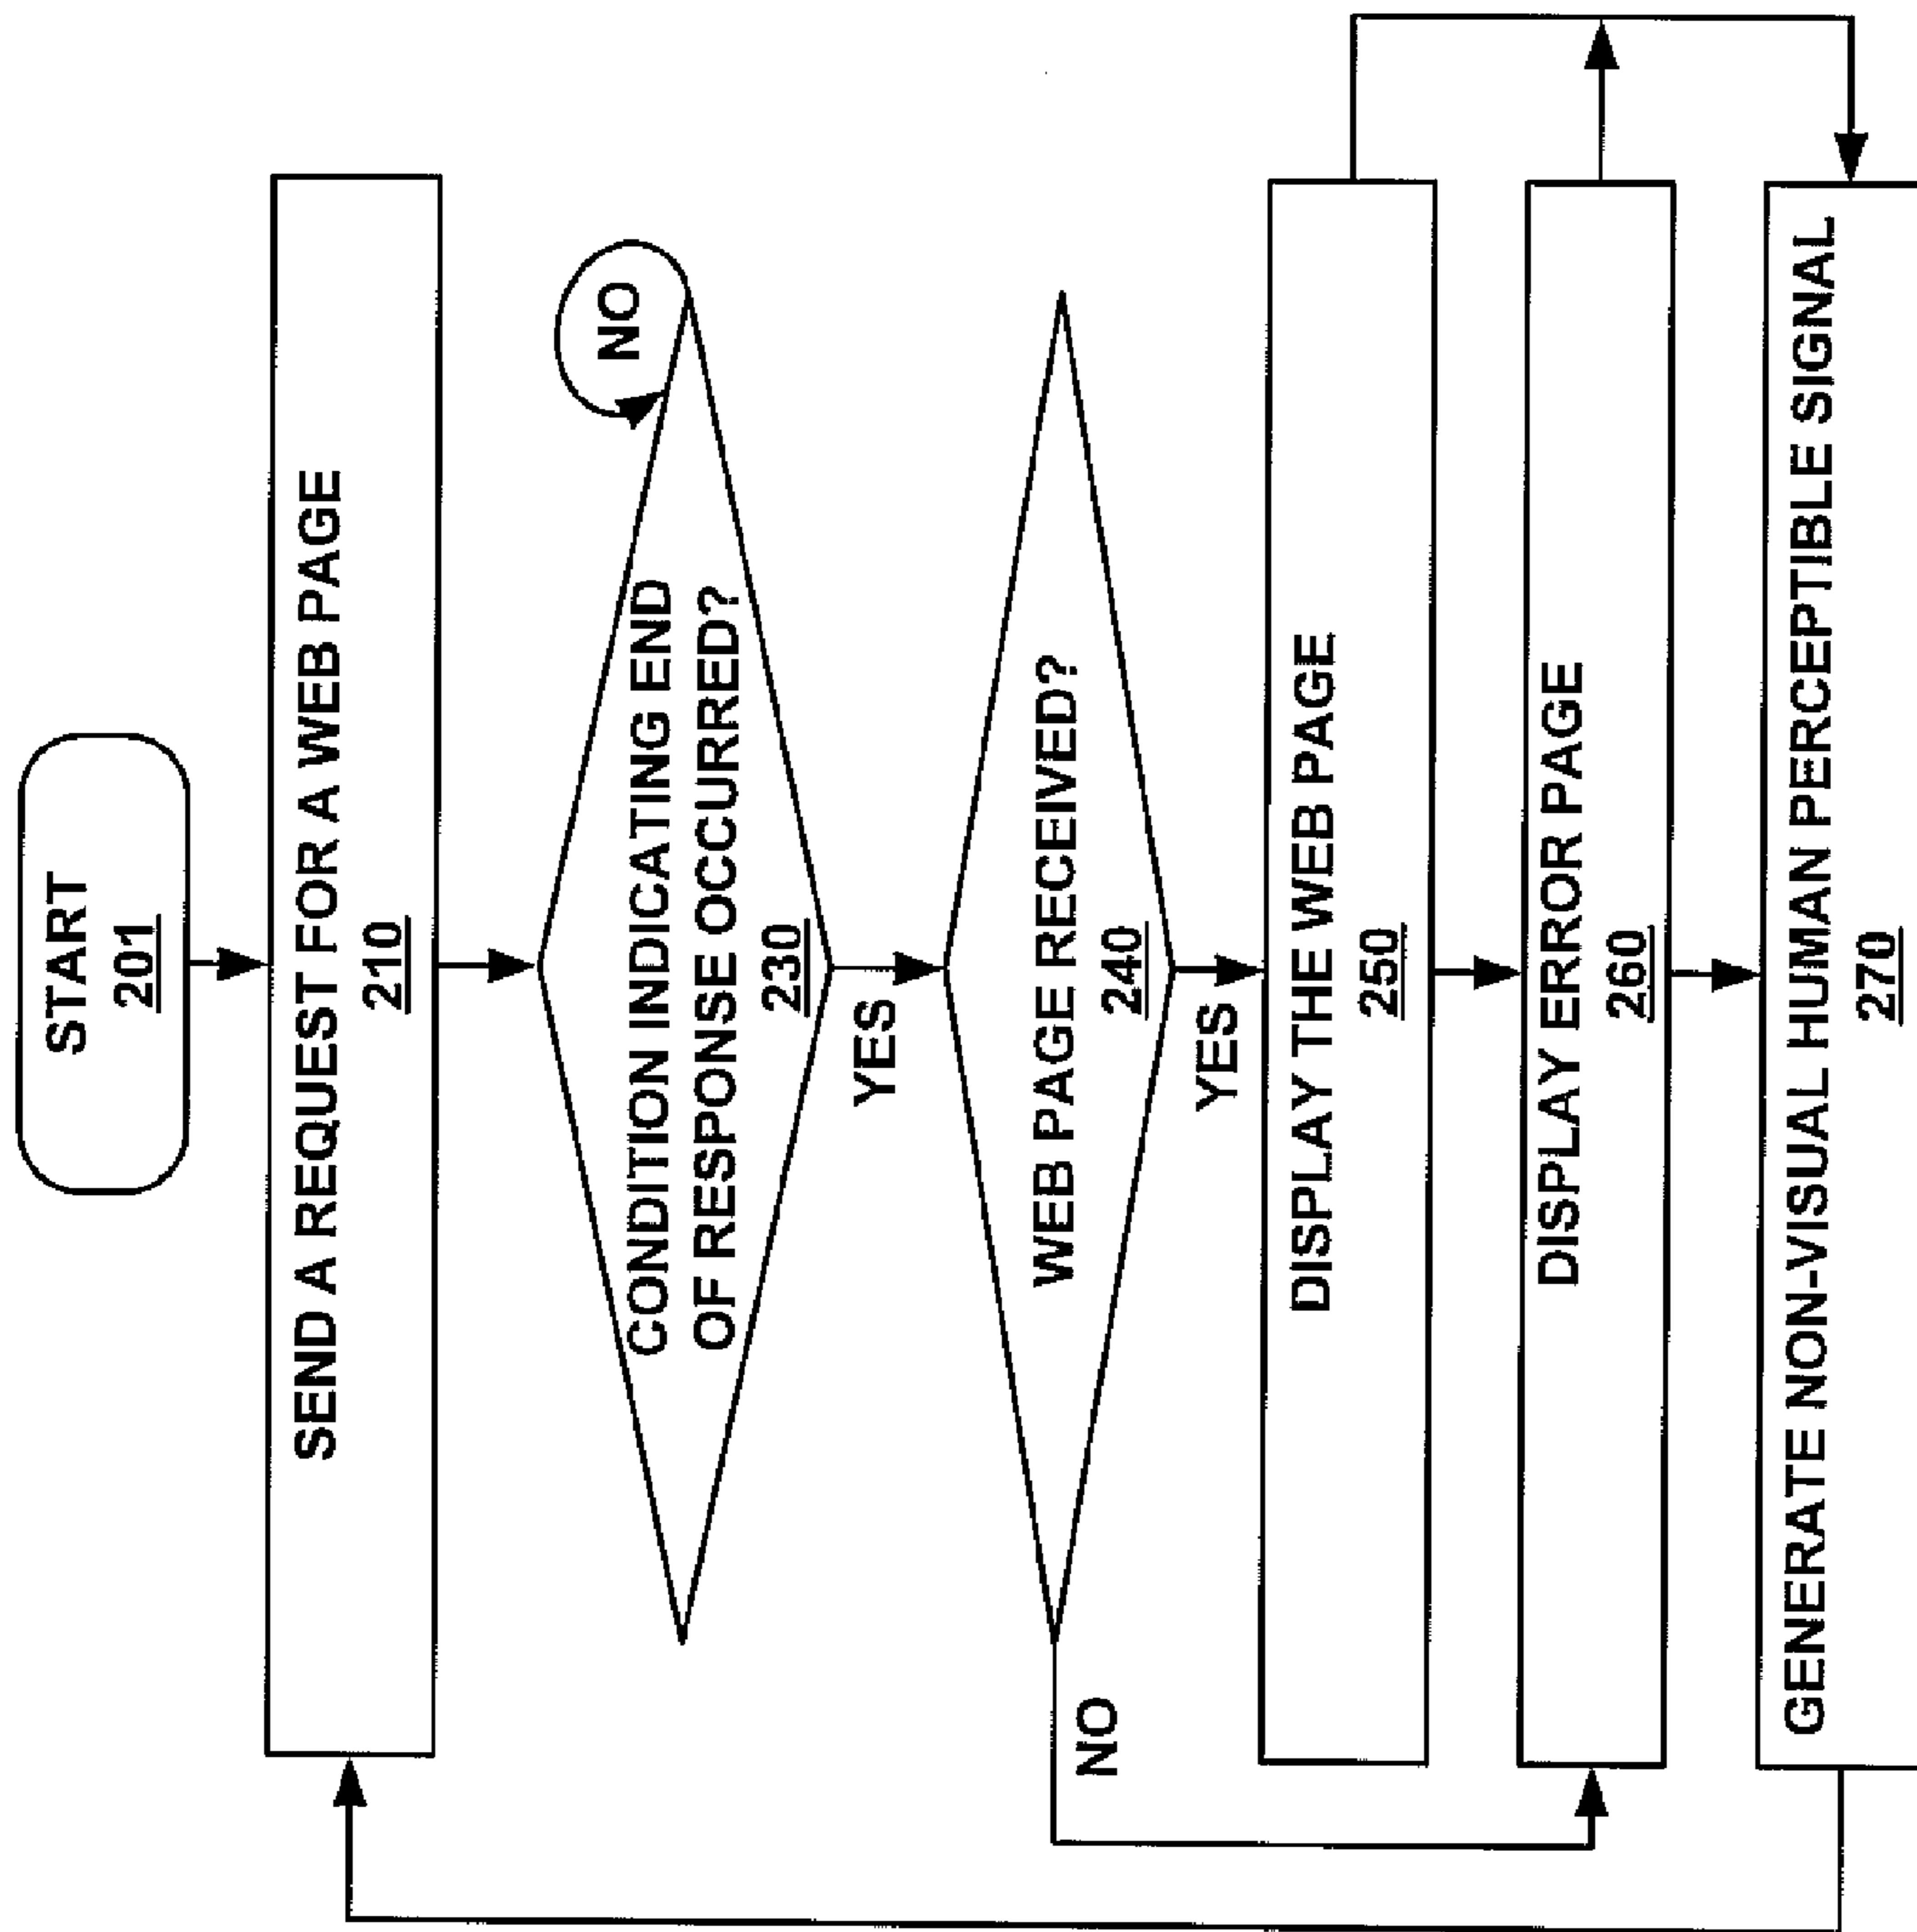 START
201
SEND A REQUEST FOR A WEB PAGE
210
CONDITION INDICATING END
OF RESPONSE OCCURRED?
230
NO
YES
WEB PAGE RECEIVED?
240
NO
YES
DISPLAY THE WEB PAGE
250
DISPLAY ERROR PAGE
260
GENERATE NON-VISUAL HUMAN PERCEPTIBLE SIGNAL
270